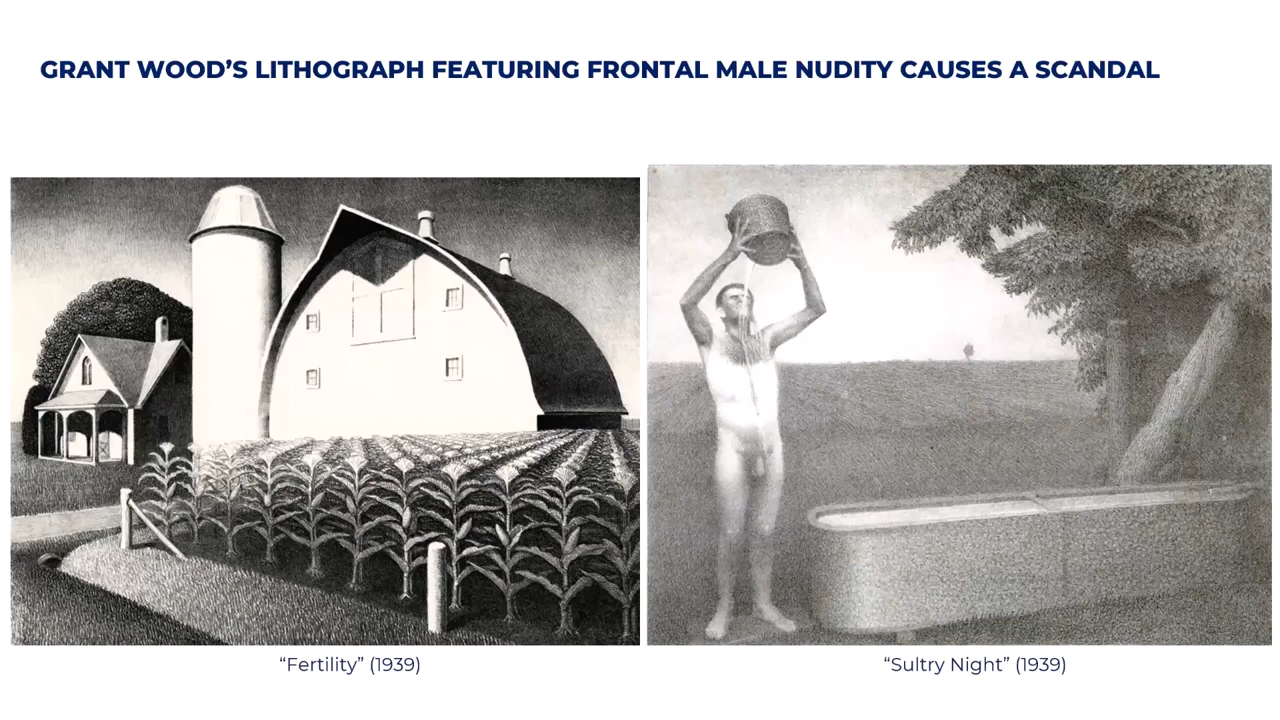 GRANT WOOD’S LITHOGRAPH FEATURING FRONTAL MALE NUDITY CAUSES A SCANDAL
“Fertility” (1939)
“Sultry Night” (1939)